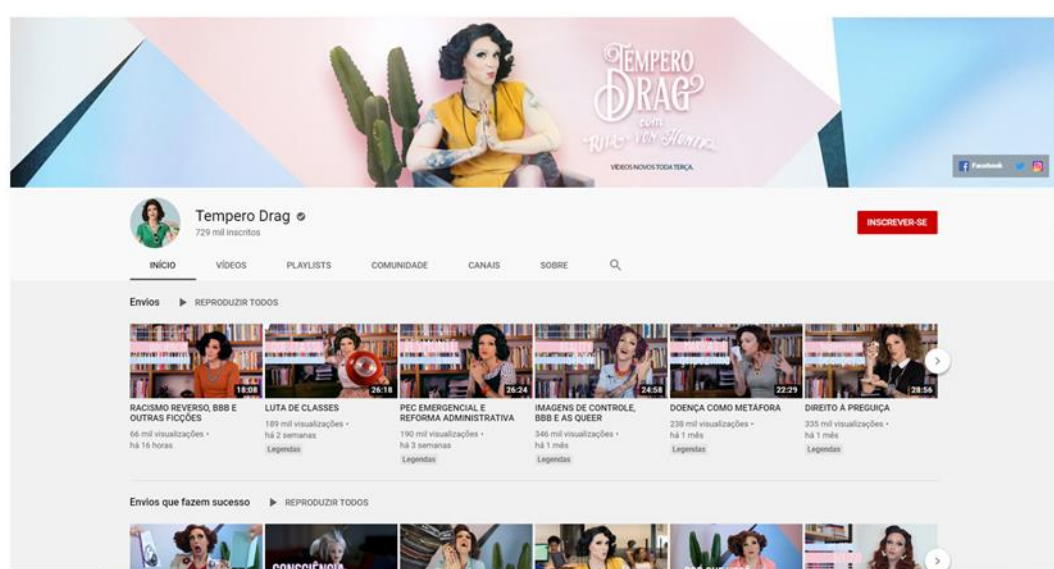 TEMPERO
DRAG
com
RITA VON HUNTY
VÍDEOS NOVOS TODA TERÇA.
Facebook
Tempero Drag
729 mil inscritos
INSCREVER-SE
INÍCIO VÍDEOS PLAYLISTS COMUNIDADE CANAIS SOBRE
Envios REPRODUZIR TODOS
18:08 26:18 26:24 24:58 22:29 28:56
RACISMO REVERSO, BBB E
OUTRAS FICÇÕES
66 mil visualizações •
há 16 horas
LUTA DE CLASSES
189 mil visualizações •
há 2 semanas
Legendas
PEC EMERGENCIAL E
REFORMA ADMINISTRATIVA
190 mil visualizações •
há 3 semanas
Legendas
IMAGENS DE CONTROLE,
BBB E AS QUEER
346 mil visualizações •
há 1 mês
Legendas
DOENÇA COMO METÁFORA
238 mil visualizações •
há 1 mês
Legendas
DIREITO À PREGUIÇA
335 mil visualizações •
há 1 mês
Legendas
Envios que fazem sucesso REPRODUZIR TODOS
CONSCIÊNCIA